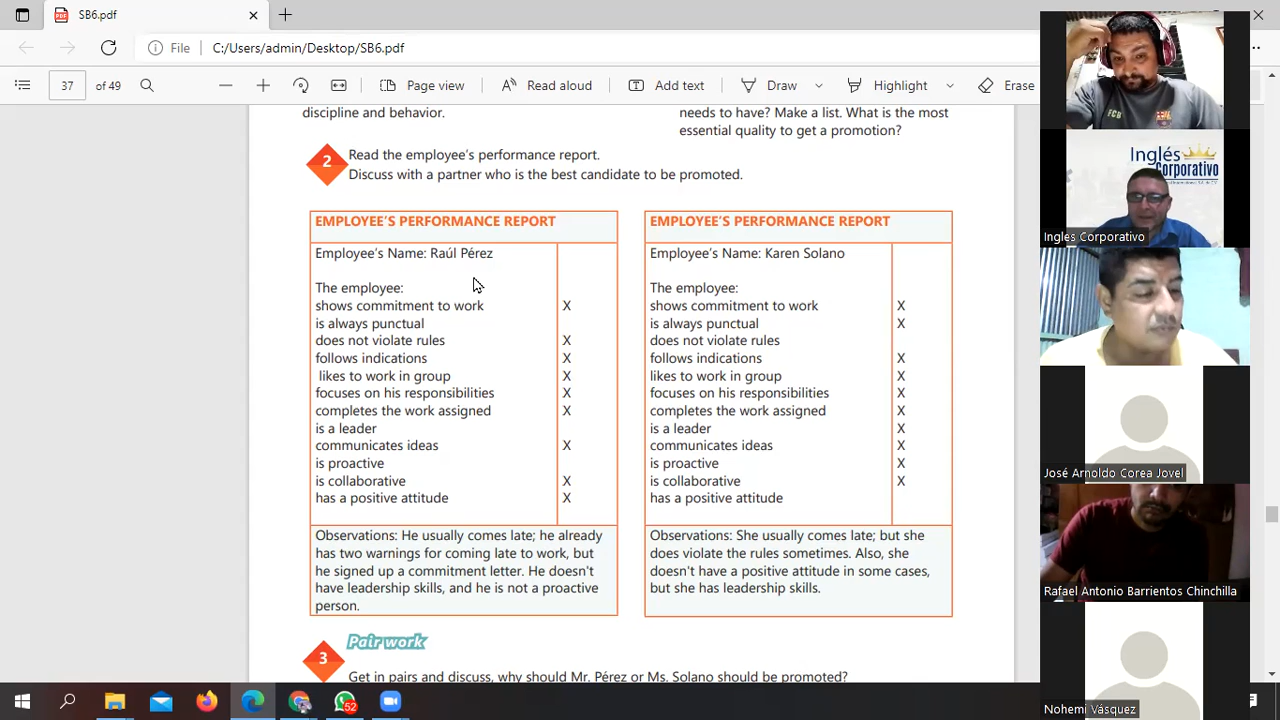 SB6.pdf
File
C:/Users/admin/Desktop/SB6.pdf
37 of 49
Page view
Read aloud
Add text
Draw
Highlight
Erase
discipline and behavior.
needs to have? Make a list. What is the most
essential quality to get a promotion?
2
Read the employee's performance report.
Discuss with a partner who is the best candidate to be promoted.
EMPLOYEE'S PERFORMANCE REPORT
Employee's Name: Raúl Pérez
The employee:
shows commitment to work X
is always punctual
does not violate rules X
follows indications X
likes to work in group X
focuses on his responsibilities X
completes the work assigned X
is a leader
communicates ideas X
is proactive
is collaborative X
has a positive attitude X
Observations: He usually comes late; he already
has two warnings for coming late to work, but
he signed up a commitment letter. He doesn't
have leadership skills, and he is not a proactive
person.
EMPLOYEE'S PERFORMANCE REPORT
Employee's Name: Karen Solano
The employee:
shows commitment to work X
is always punctual X
does not violate rules
follows indications X
likes to work in group X
focuses on his responsibilities X
completes the work assigned X
is a leader X
communicates ideas X
is proactive X
is collaborative X
has a positive attitude
Observations: She usually comes late; but she
does violate the rules sometimes. Also, she
doesn't have a positive attitude in some cases,
but she has leadership skills.
Pair work
3
Get in pairs and discuss, why should Mr. Pérez or Ms. Solano should be promoted?
52
FCB
Inglés
Corporativo
Ingles Corporativo
José Arnoldo Corea Jovel
Rafael Antonio Barrientos Chinchilla
Nohemi Vásquez